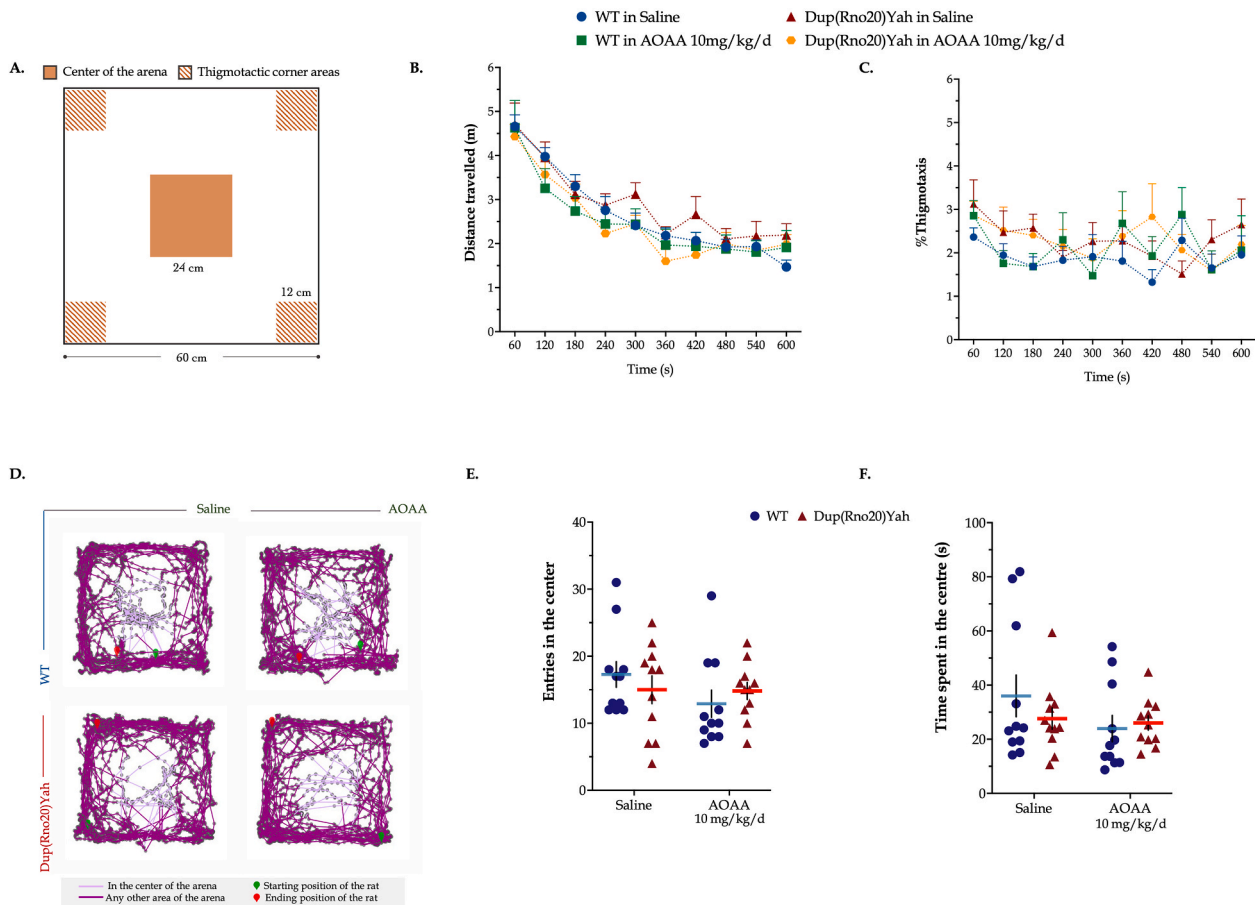 WT in Saline
Dup(Rno20)Yah in Saline
WT in AOAA 10mg/kg/d
Dup(Rno20)Yah in AOAA 10mg/kg/d
A.
Center of the arena
Thigmotactic corner areas
24 cm
12 cm
60 cm
B.
Distance travelled (m)
6
5
4
3
2
1
0
60 120 180 240 300 360 420 480 540 600
Time (s)
C.
%Thigmotaxis
6
5
4
3
2
1
0
60 120 180 240 300 360 420 480 540 600
Time (s)
D.
Saline
AOAA
WT
Dup(Rno20)Yah
In the center of the arena
Starting position of the rat
Any other area of the arena
Ending position of the rat
E.
WT
Dup(Rno20)Yah
Entries in the center
40
30
20
10
0
Saline
AOAA
10 mg/kg/d
F.
Time spent in the centre (s)
100
80
60
40
20
0
Saline
AOAA
10 mg/kg/d